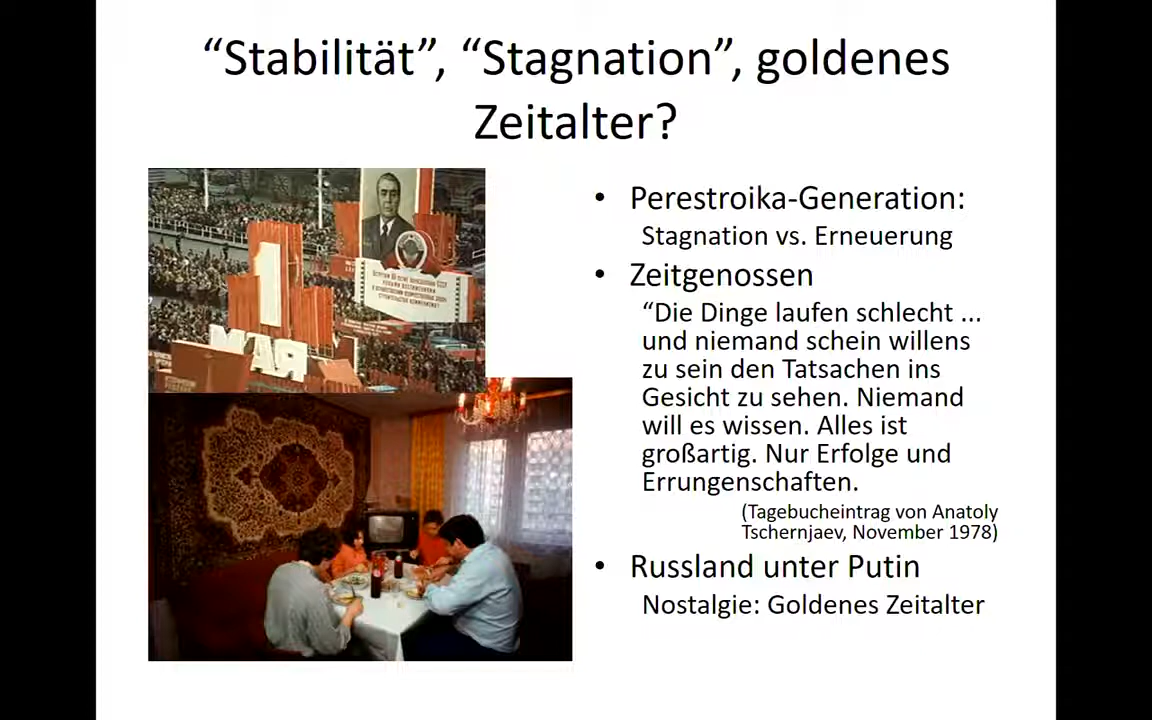 “Stabilität”, “Stagnation”, goldenes
Zeitalter?
1
МАЯ
• Perestroika-Generation:
Stagnation vs. Erneuerung
• Zeitgenossen
“Die Dinge laufen schlecht ...
und niemand schein willens
zu sein den Tatsachen ins
Gesicht zu sehen. Niemand
will es wissen. Alles ist
großartig. Nur Erfolge und
Errungenschaften.
(Tagebucheintrag von Anatoly
Tschernjaev, November 1978)
• Russland unter Putin
Nostalgie: Goldenes Zeitalter